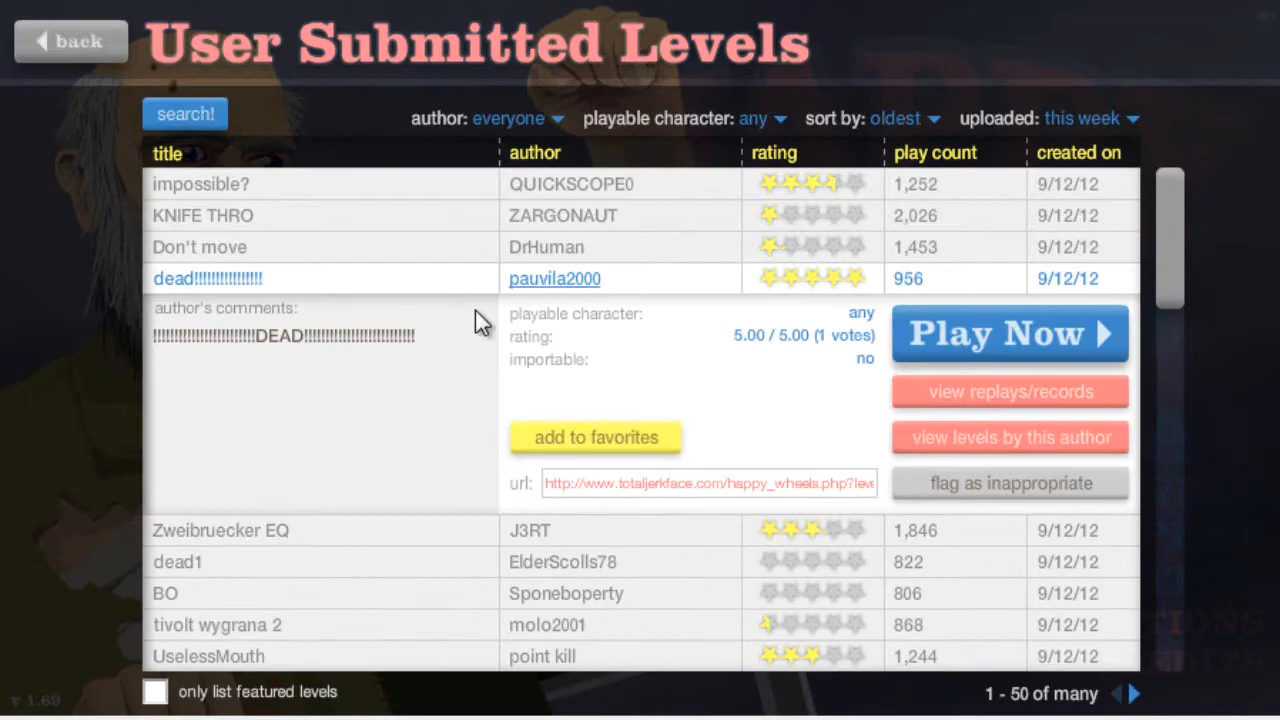 back
User Submitted Levels
search!
author: everyone playable character: any sort by: oldest uploaded: this week
title author rating play count created on
impossible? QUICKSCOPE0 1,252 9/12/12
KNIFE THRO ZARGONAUT 2,026 9/12/12
Don't move DrHuman 1,453 9/12/12
dead!!!!!!!!!!!!!!!! pauvila2000 956 9/12/12
author's comments:
!!!!!!!!!!!!!!!!!!!!!!!!DEAD!!!!!!!!!!!!!!!!!!!!!!!!!!
playable character: any
rating: 5.00 / 5.00 (1 votes)
importable: no
Play Now
view replays/records
add to favorites
view levels by this author
url: http://www.totaljerkface.com/happy_wheels.php?leve
flag as inappropriate
Zweibruecker EQ J3RT 1,846 9/12/12
dead1 ElderScolls78 822 9/12/12
BO Sponeboperty 806 9/12/12
tivolt wygrana 2 molo2001 868 9/12/12
UselessMouth point kill 1,244 9/12/12
only list featured levels
1 - 50 of many
v 1.69